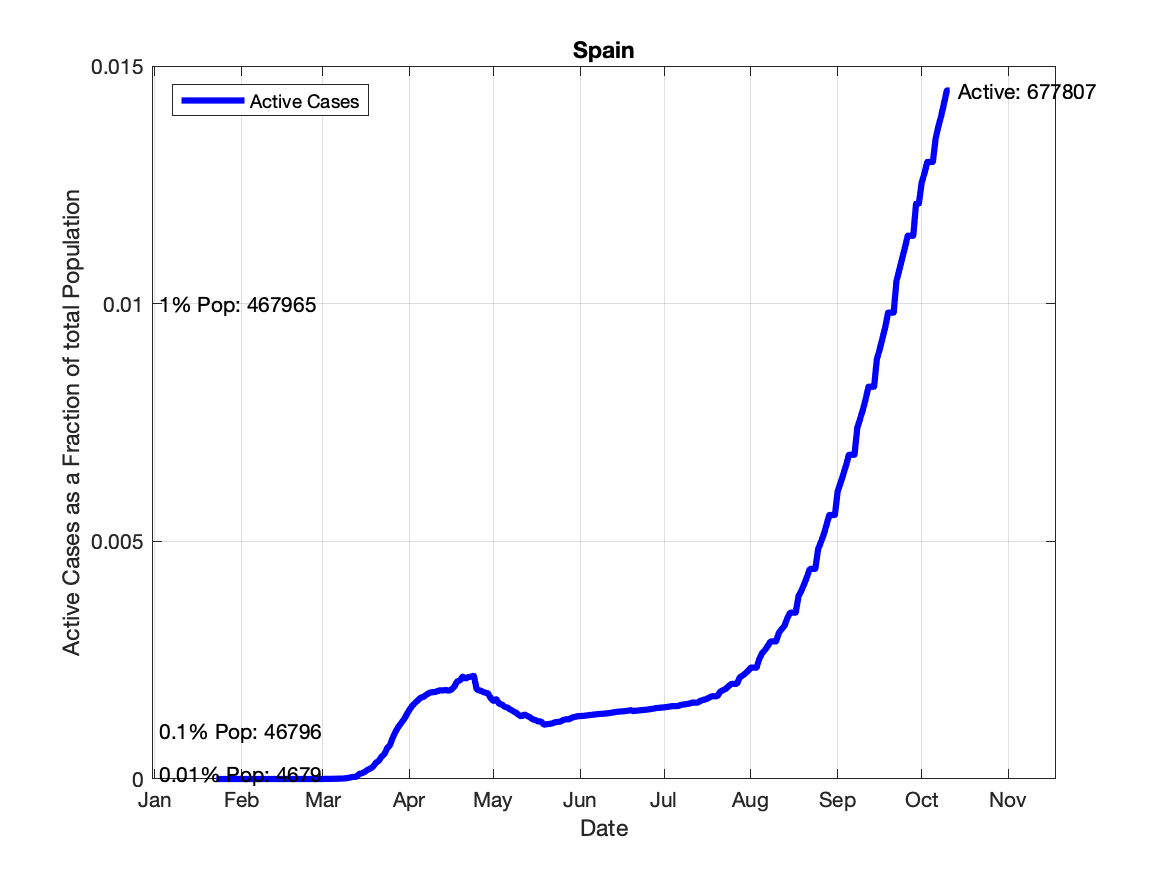 Spain
0.015
Active Cases
Active: 677807
Active Cases as a Fraction of total Population
0.01
1% Pop: 467965
0.005
0.1% Pop: 46796
0
0.01% Pop: 4679
Jan Feb Mar Apr May Jun Jul Aug Sep Oct Nov
Date